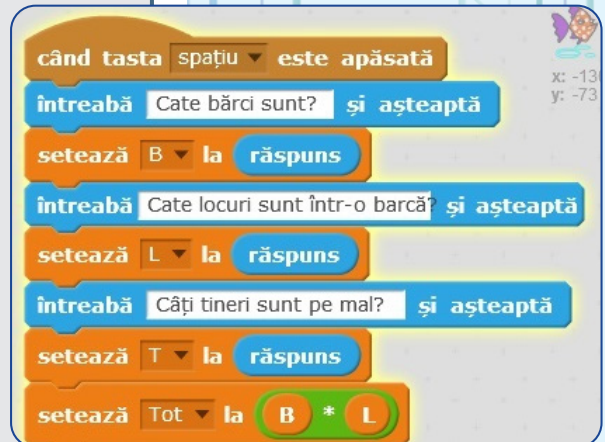 când tasta spațiu este apăsată
x: -130
y: -73
întreabă Cate bărci sunt? și așteaptă
setează B la răspuns
întreabă Cate locuri sunt într-o barcă? și așteaptă
setează L la răspuns
întreabă Câți tineri sunt pe mal? și așteaptă
setează T la răspuns
setează Tot la B * L